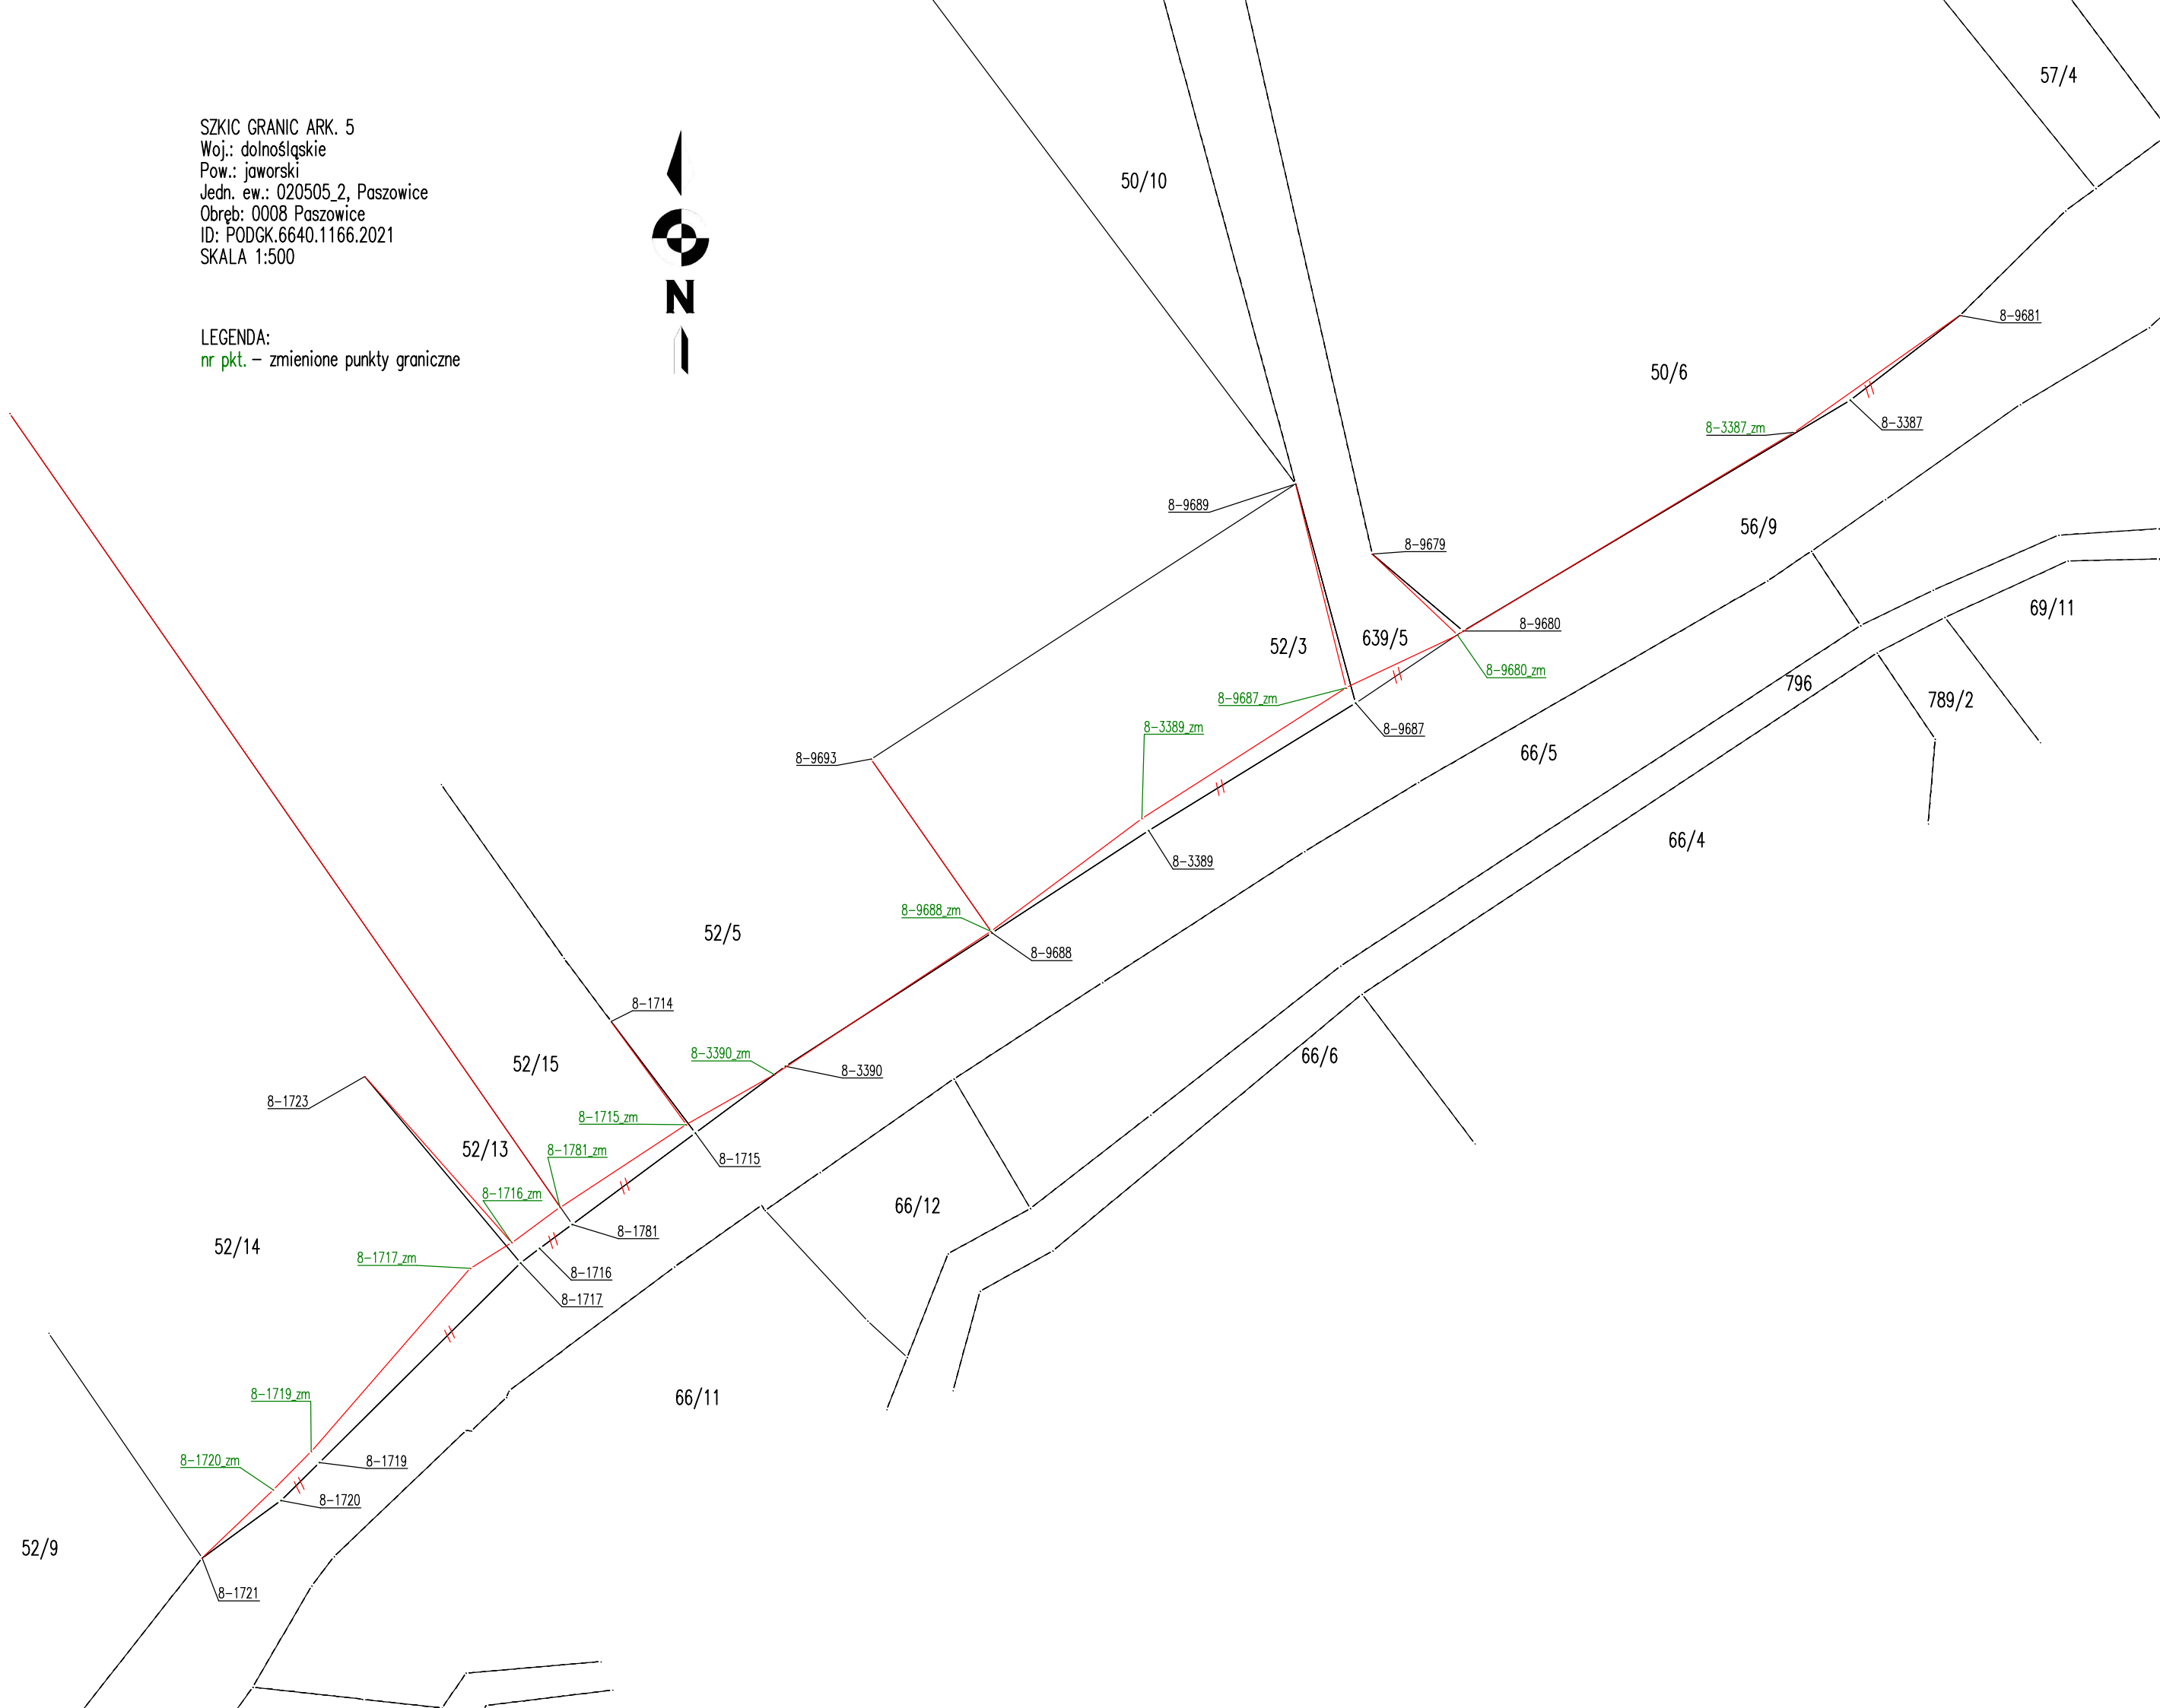 SZKIC GRANIC ARK. 5
Woj.: dolnośląskie
Pow.: jaworski
Jedn. ew.: 020505_2, Paszowice
Obręb: 0008 Paszowice
ID: PODGK.6640.1166.2021
SKALA 1:500
LEGENDA:
nr pkt. – zmienione punkty graniczne
N
57/4
50/10
8-9681
50/6
8-3387_zm
8-3387
8-9689
56/9
8-9679
69/11
8-9680
639/5
52/3
8-9680_zm
796
8-9687_zm
789/2
8-3389_zm
8-9687
66/5
8-9693
66/4
8-3389
8-9688_zm
52/5
8-9688
8-1714
8-3390_zm
66/6
52/15
8-3390
8-1723
8-1715_zm
52/13
8-1781_zm
8-1715
8-1716_zm
66/12
8-1781
52/14
8-1717_zm
8-1716
8-1717
8-1719_zm
66/11
8-1720_zm
8-1719
8-1720
52/9
8-1721